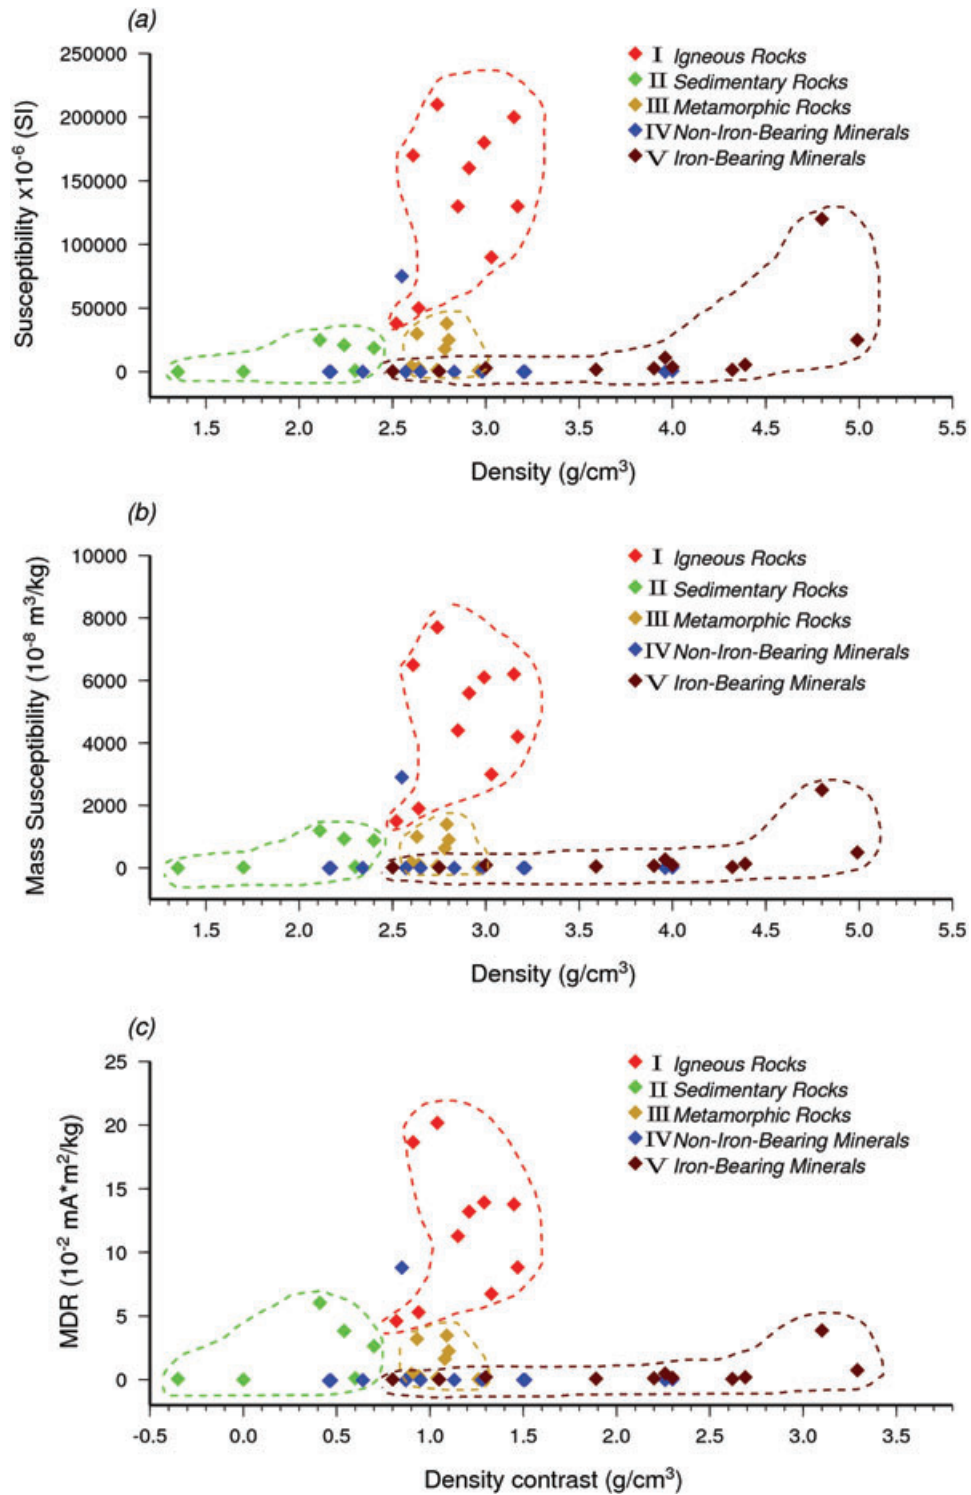 (a)
250000
200000
150000
100000
50000
0
Susceptibility x10-6 (SI)
I Igneous Rocks
II Sedimentary Rocks
III Metamorphic Rocks
IV Non-Iron-Bearing Minerals
V Iron-Bearing Minerals
1.5 2.0 2.5 3.0 3.5 4.0 4.5 5.0 5.5
Density (g/cm3)
(b)
10000
8000
6000
4000
2000
0
Mass Susceptibility (10-8 m3/kg)
I Igneous Rocks
II Sedimentary Rocks
III Metamorphic Rocks
IV Non-Iron-Bearing Minerals
V Iron-Bearing Minerals
1.5 2.0 2.5 3.0 3.5 4.0 4.5 5.0 5.5
Density (g/cm3)
(c)
25
20
15
10
5
0
MDR (10-2 mA*m2/kg)
I Igneous Rocks
II Sedimentary Rocks
III Metamorphic Rocks
IV Non-Iron-Bearing Minerals
V Iron-Bearing Minerals
-0.5 0.0 0.5 1.0 1.5 2.0 2.5 3.0 3.5
Density contrast (g/cm3)